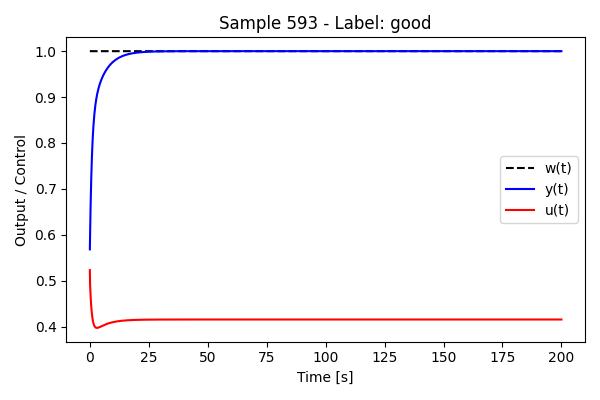 Sample 593 - Label: good
Output / Control
1.0
0.9
0.8
0.7
0.6
0.5
0.4
w(t)
y(t)
u(t)
0 25 50 75 100 125 150 175 200
Time [s]